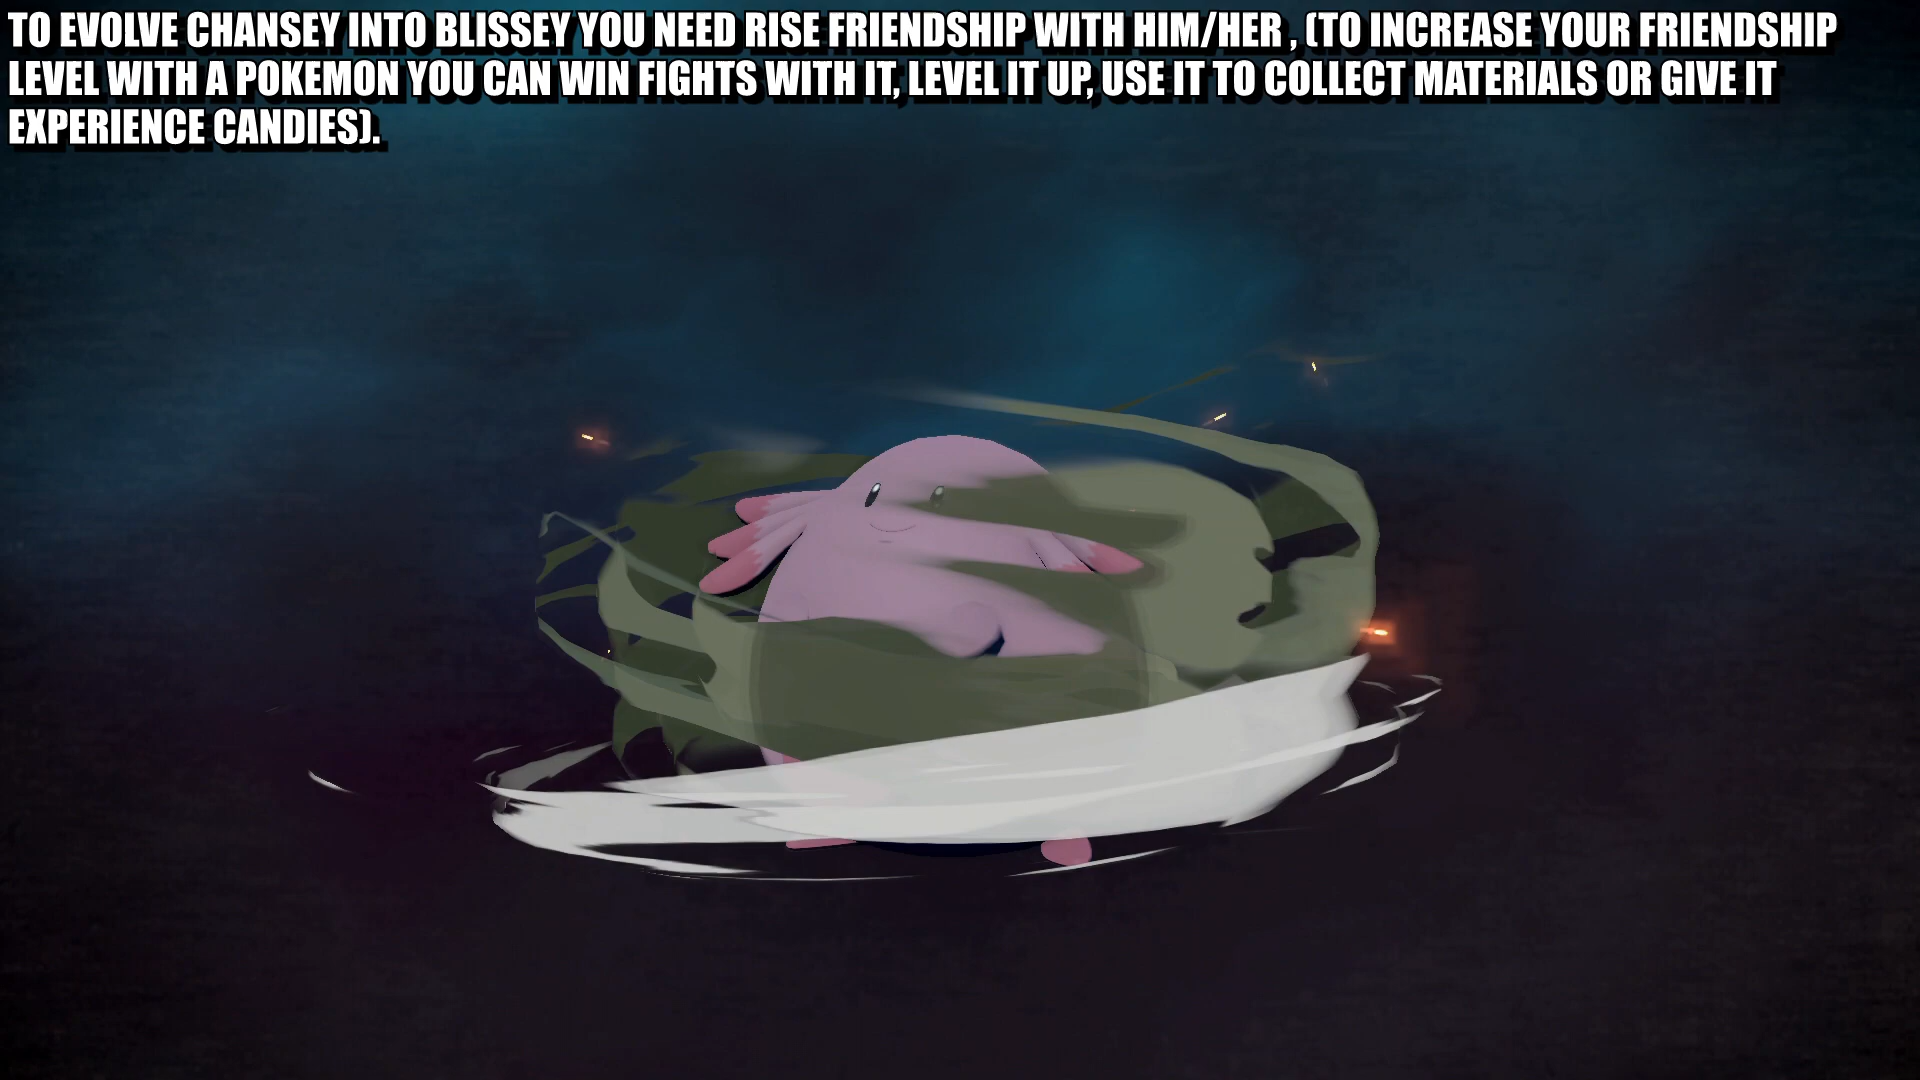 TO EVOLVE CHANSEY INTO BLISSEY YOU NEED RISE FRIENDSHIP WITH HIM/HER , (TO INCREASE YOUR FRIENDSHIP
LEVEL WITH A POKEMON YOU CAN WIN FIGHTS WITH IT, LEVEL IT UP, USE IT TO COLLECT MATERIALS OR GIVE IT
EXPERIENCE CANDIES).